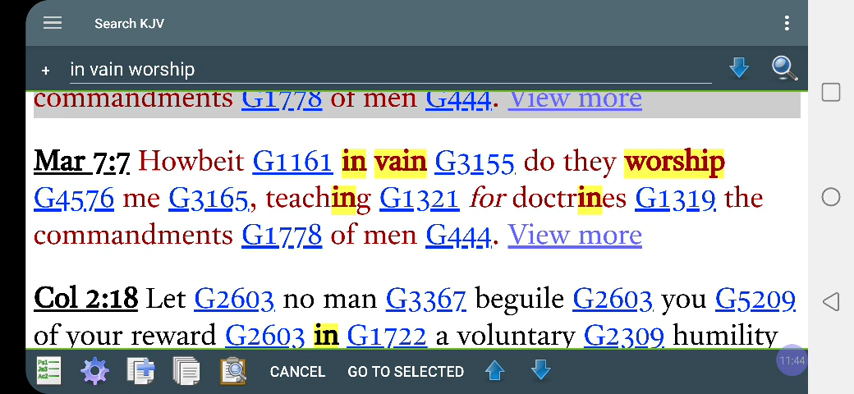 Search KJV
+ in vain worship
commandments G1778 of men G444. View more
Mar 7:7 Howbeit G1161 in vain G3155 do they worship
G4576 me G3165, teaching G1321 for doctrines G1319 the
commandments G1778 of men G444. View more
Col 2:18 Let G2603 no man G3367 beguile G2603 you G5209
of your reward G2603 in G1722 a voluntary G2309 humility
CANCEL GO TO SELECTED
11:44